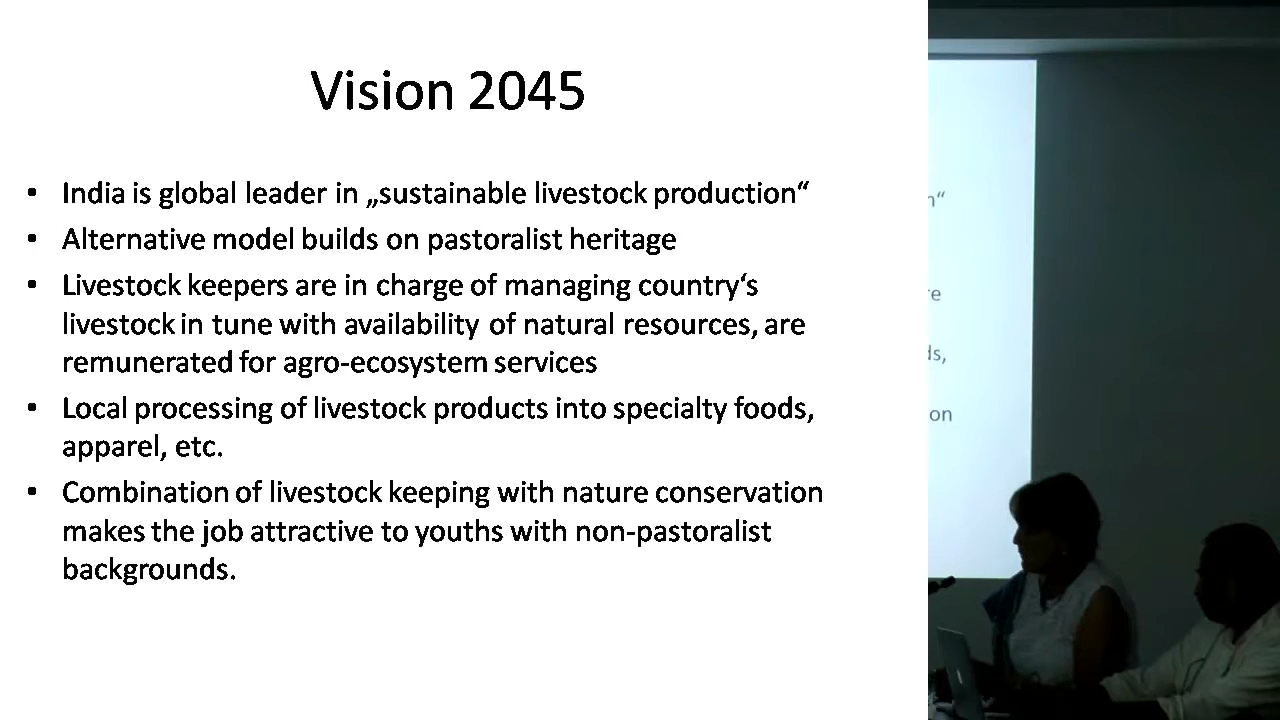 Vision 2045
• India is global leader in „sustainable livestock production“
• Alternative model builds on pastoralist heritage
• Livestock keepers are in charge of managing country‘s
livestock in tune with availability of natural resources, are
remunerated for agro-ecosystem services
• Local processing of livestock products into specialty foods,
apparel, etc.
• Combination of livestock keeping with nature conservation
makes the job attractive to youths with non-pastoralist
backgrounds.
n“
re
ds,
on